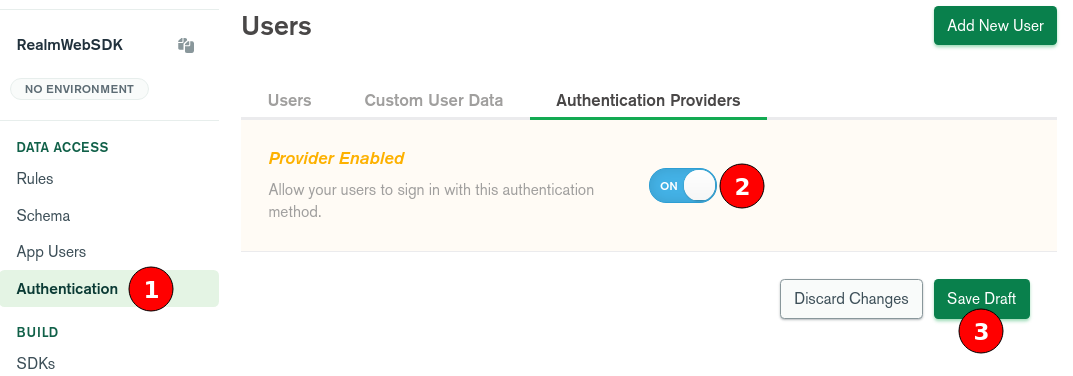 RealmWebSDK
NO ENVIRONMENT
DATA ACCESS
Rules
Schema
App Users
Authentication 1
BUILD
SDKs
Users
Add New User
Users Custom User Data Authentication Providers
Provider Enabled
Allow your users to sign in with this authentication
method.
ON 2
Discard Changes Save Draft
3